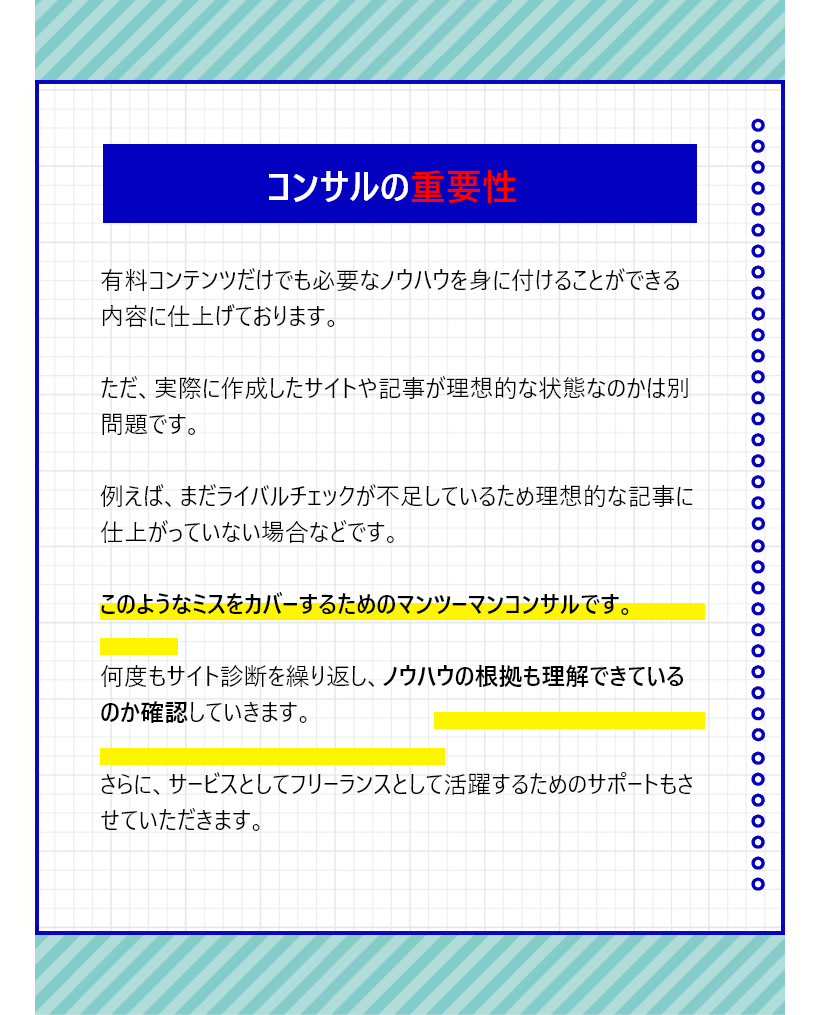 コンサルの重要性
有料コンテンツだけでも必要なノウハウを身に付けることができる
内容に仕上げております。
ただ、実際に作成したサイトや記事が理想的な状態なのかは別
問題です。
例えば、まだライバルチェックが不足しているため理想的な記事に
仕上がっていない場合などです。
このようなミスをカバーするためのマンツーマンコンサルです。
何度もサイト診断を繰り返し、ノウハウの根拠も理解できている
のか確認していきます。
さらに、サービスとしてフリーランスとして活躍するためのサポートもさ
せていただきます。